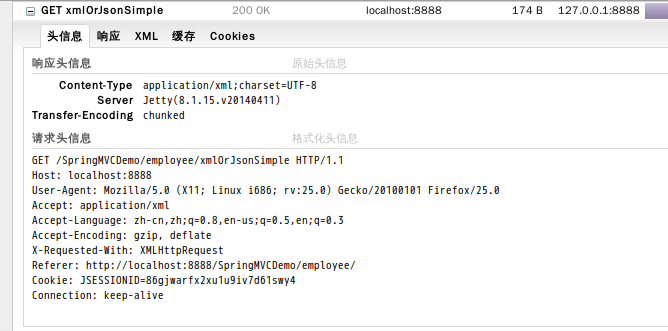 GET xmlOrJsonSimple 200 OK localhost:8888 174 B 127.0.0.1:8888
头信息 响应 XML 缓存 Cookies
响应头信息 原始头信息
Content-Type application/xml;charset=UTF-8
Server Jetty(8.1.15.v20140411)
Transfer-Encoding chunked
请求头信息 格式化头信息
GET /SpringMVCDemo/employee/xmlOrJsonSimple HTTP/1.1
Host: localhost:8888
User-Agent: Mozilla/5.0 (X11; Linux i686; rv:25.0) Gecko/20100101 Firefox/25.0
Accept: application/xml
Accept-Language: zh-cn,zh;q=0.8,en-us;q=0.5,en;q=0.3
Accept-Encoding: gzip, deflate
X-Requested-With: XMLHttpRequest
Referer: http://localhost:8888/SpringMVCDemo/employee/
Cookie: JSESSIONID=86gjwarfx2xu1u9iv7d61swy4
Connection: keep-alive